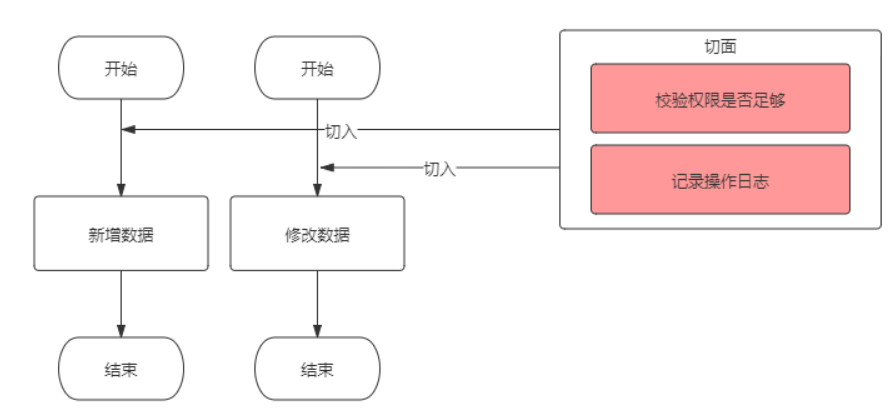 切面
开始
开始
校验权限是否足够
切入
切入
记录操作日志
新增数据
修改数据
结束
结束